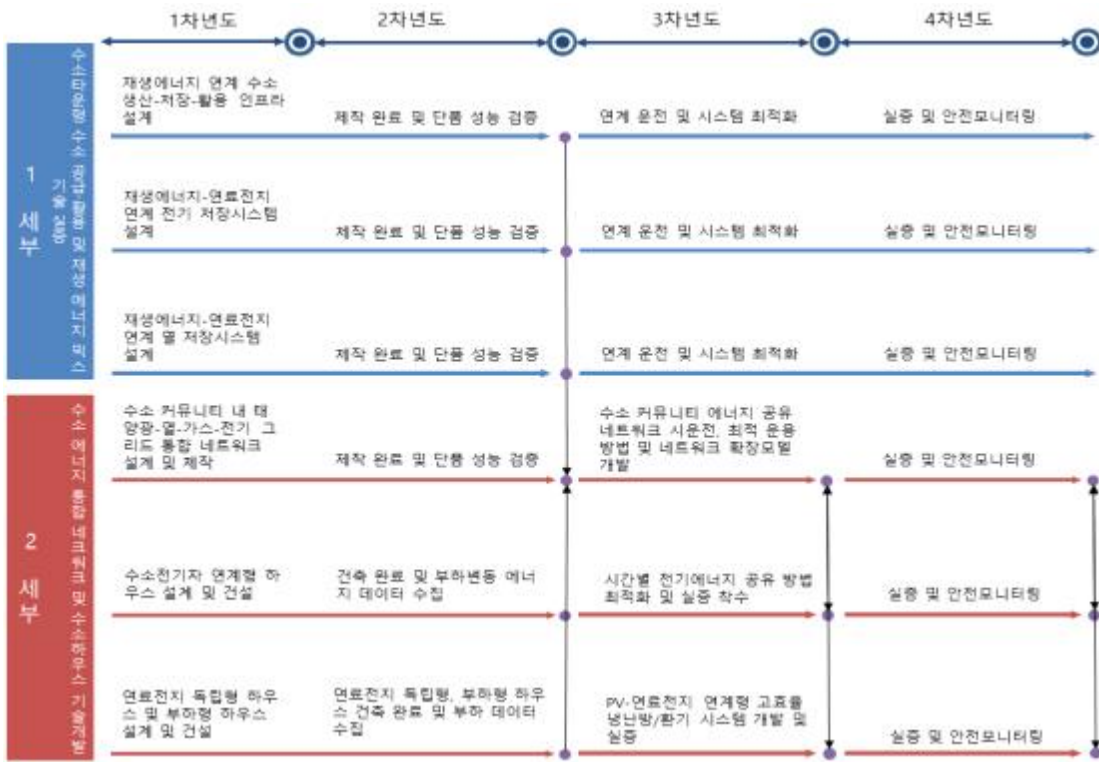 1차년도
2차년도
3차년도
4차년도
1 세부
수소타운형 수소 공급·활용 및 재생 에너지 믹스
기술 실증
재생에너지 연계 수소
생산-저장-활용 인프라
설계
제작 완료 및 단품 성능 검증
연계 운전 및 시스템 최적화
실증 및 안전모니터링
재생에너지-연료전지
연계 전기 저장시스템
설계
제작 완료 및 단품 성능 검증
연계 운전 및 시스템 최적화
실증 및 안전모니터링
재생에너지-연료전지
연계 열 저장시스템
설계
제작 완료 및 단품 성능 검증
연계 운전 및 시스템 최적화
실증 및 안전모니터링
2 세부
수소 에너지 통합 네크워크 및 수소하우스 기술개발
수소 커뮤니티 내 태
양광-열-가스-전기 그
리드 통합 네트워크
설계 및 제작
제작 완료 및 단품 성능 검증
수소 커뮤니티 에너지 공유
네트워크 시운전, 최적 운용
방법 및 네트워크 확장모델
개발
실증 및 안전모니터링
수소전기차 연계형 하
우스 설계 및 건설
건축 완료 및 부하변동 에너
지 데이터 수집
시간별 전기에너지 공유 방법
최적화 및 실증 착수
실증 및 안전모니터링
연료전지 독립형 하우
스 및 부하형 하우스
설계 및 건설
연료전지 독립형, 부하형 하우
스 건축 완료 및 부하 데이터
수집
PV-연료전지 연계형 고효율
냉난방/환기 시스템 개발 및
실증
실증 및 안전모니터링